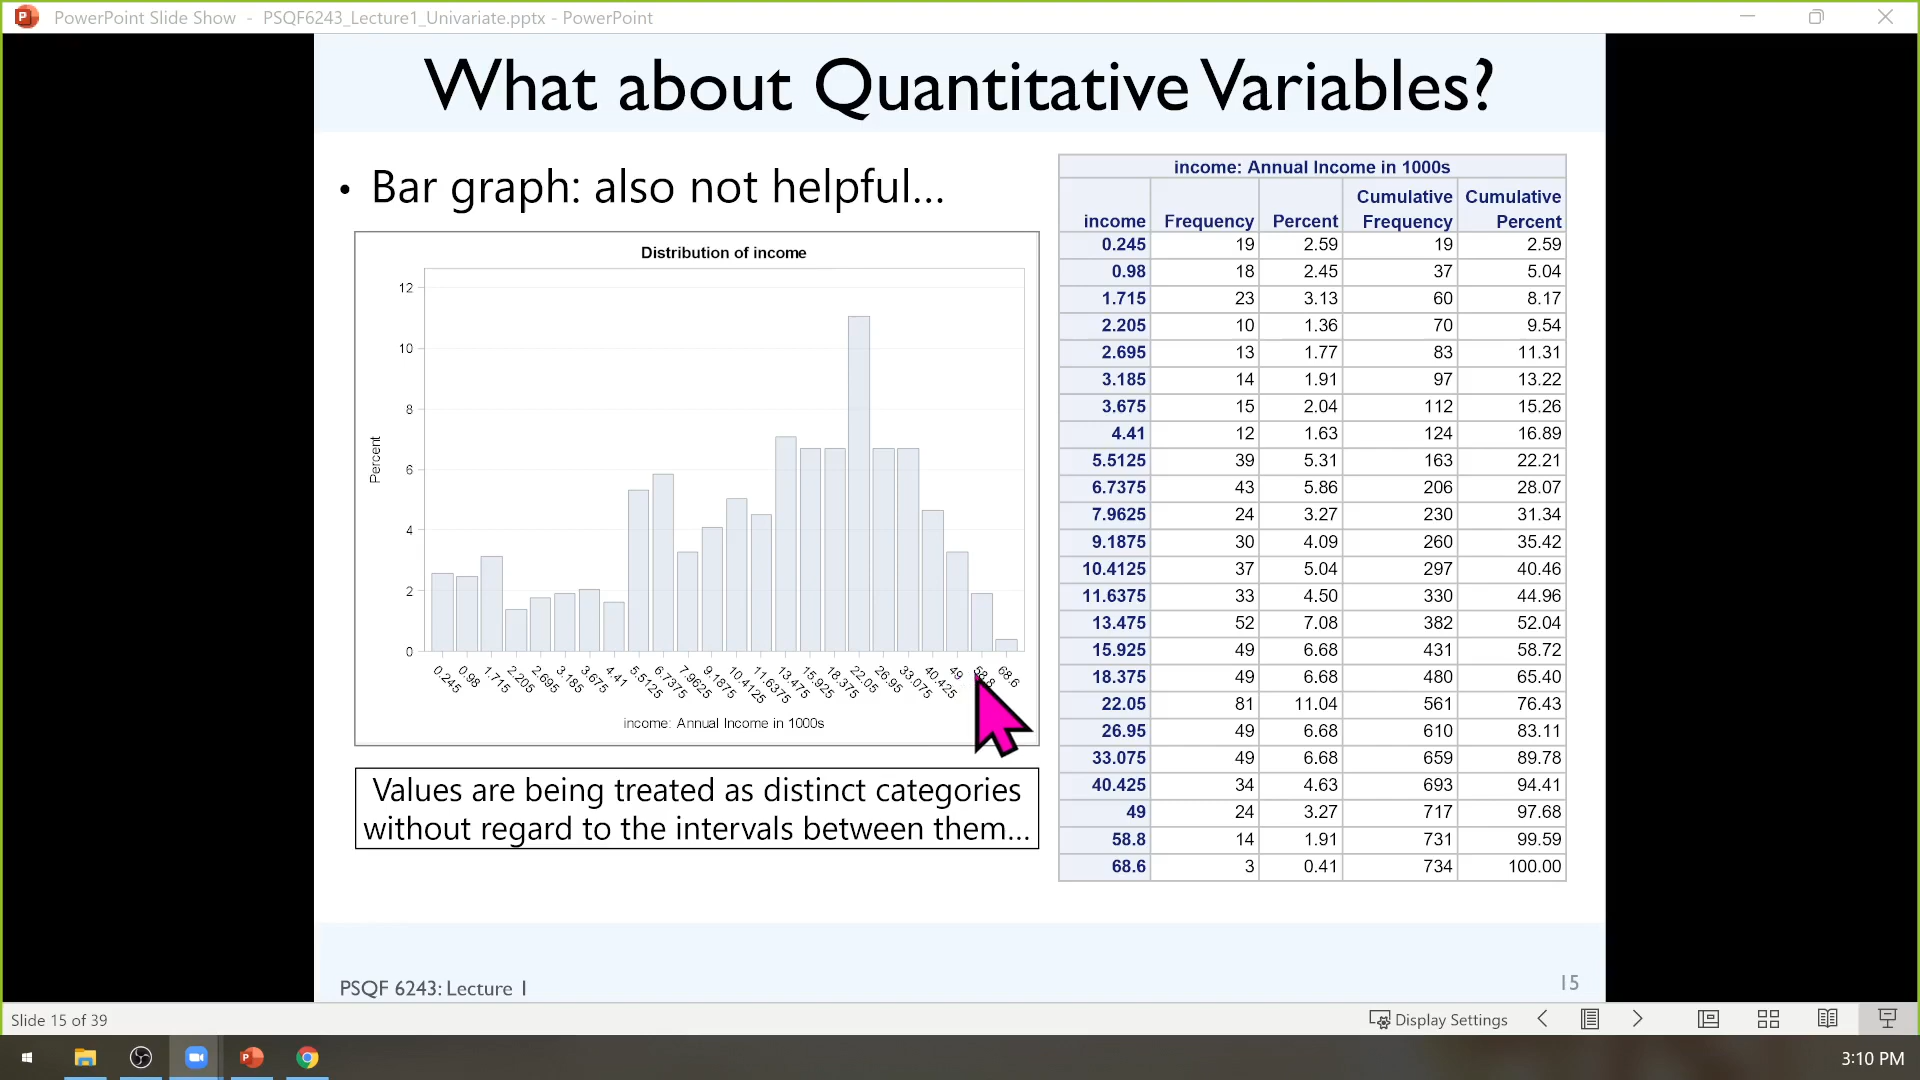 PowerPoint Slide Show - PSQF6243_Lecture1_Univariate.pptx - PowerPoint
What about Quantitative Variables?
• Bar graph: also not helpful...
Distribution of income
Percent
12
10
8
6
4
2
0
0.245 0.98 1.715 2.205 2.695 3.185 3.675 4.41 5.5125 6.7375 7.9625 9.1875 10.4125 11.6375 13.475 15.925 18.375 22.05 26.95 33.075 40.425 49 58.8 68.6
income: Annual Income in 1000s
Values are being treated as distinct categories
without regard to the intervals between them...
income: Annual Income in 1000s
Cumulative Cumulative
income Frequency Percent Frequency Percent
0.245 19 2.59 19 2.59
0.98 18 2.45 37 5.04
1.715 23 3.13 60 8.17
2.205 10 1.36 70 9.54
2.695 13 1.77 83 11.31
3.185 14 1.91 97 13.22
3.675 15 2.04 112 15.26
4.41 12 1.63 124 16.89
5.5125 39 5.31 163 22.21
6.7375 43 5.86 206 28.07
7.9625 24 3.27 230 31.34
9.1875 30 4.09 260 35.42
10.4125 37 5.04 297 40.46
11.6375 33 4.50 330 44.96
13.475 52 7.08 382 52.04
15.925 49 6.68 431 58.72
18.375 49 6.68 480 65.40
22.05 81 11.04 561 76.43
26.95 49 6.68 610 83.11
33.075 49 6.68 659 89.78
40.425 34 4.63 693 94.41
49 24 3.27 717 97.68
58.8 14 1.91 731 99.59
68.6 3 0.41 734 100.00
PSQF 6243: Lecture 1
15
Slide 15 of 39
Display Settings
3:10 PM